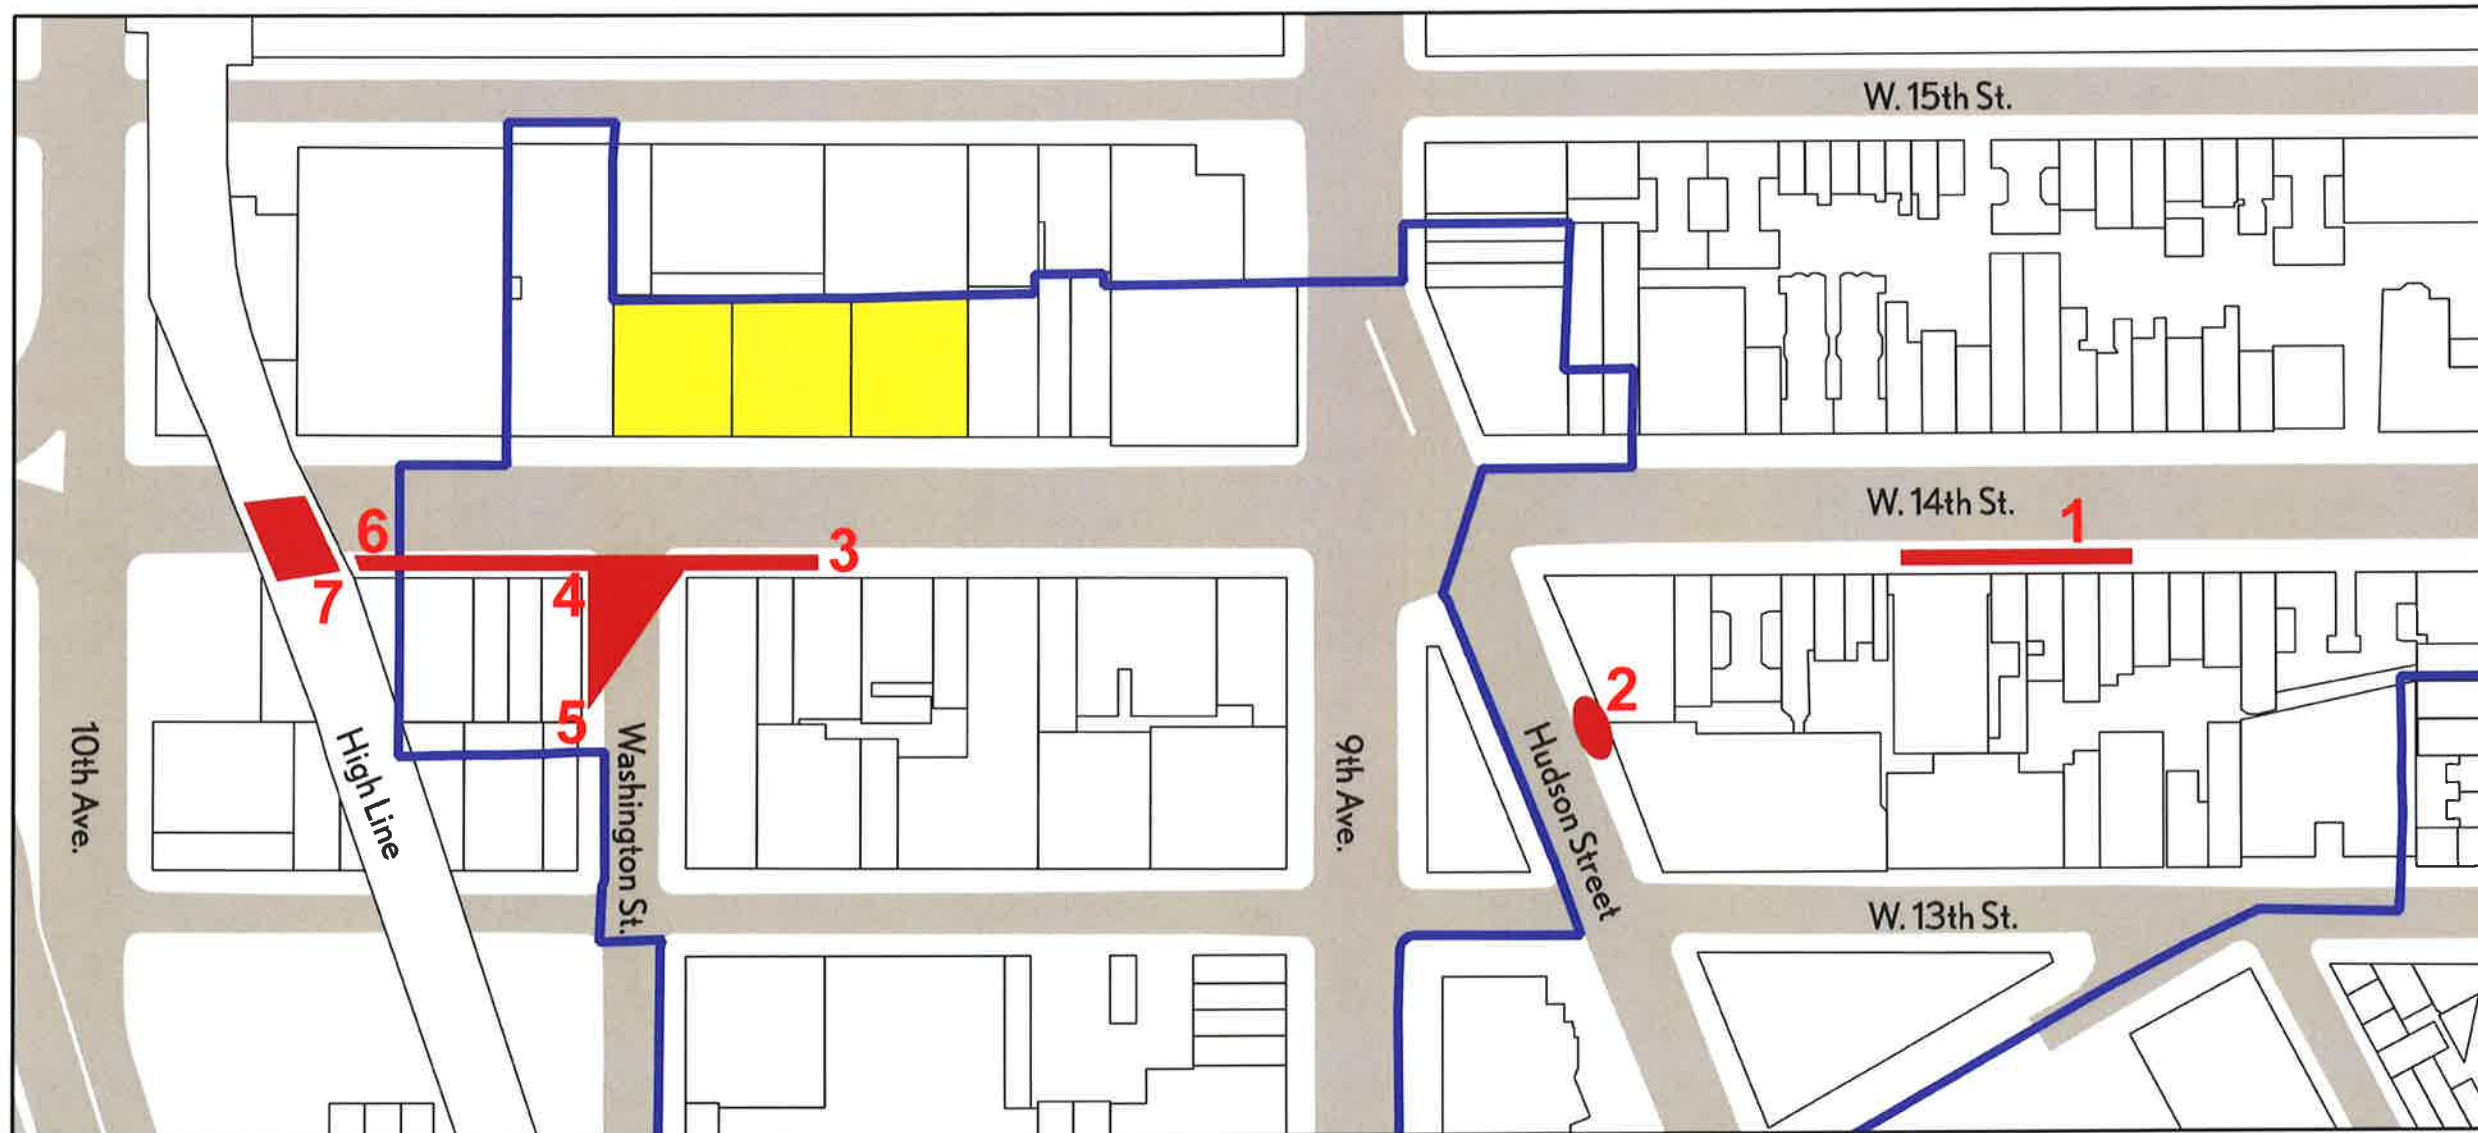 W. 15th St.
W. 14th St.
1
6
3
7
4
5
2
10th Ave.
High Line
Washington St.
9th Ave.
Hudson Street
W. 13th St.